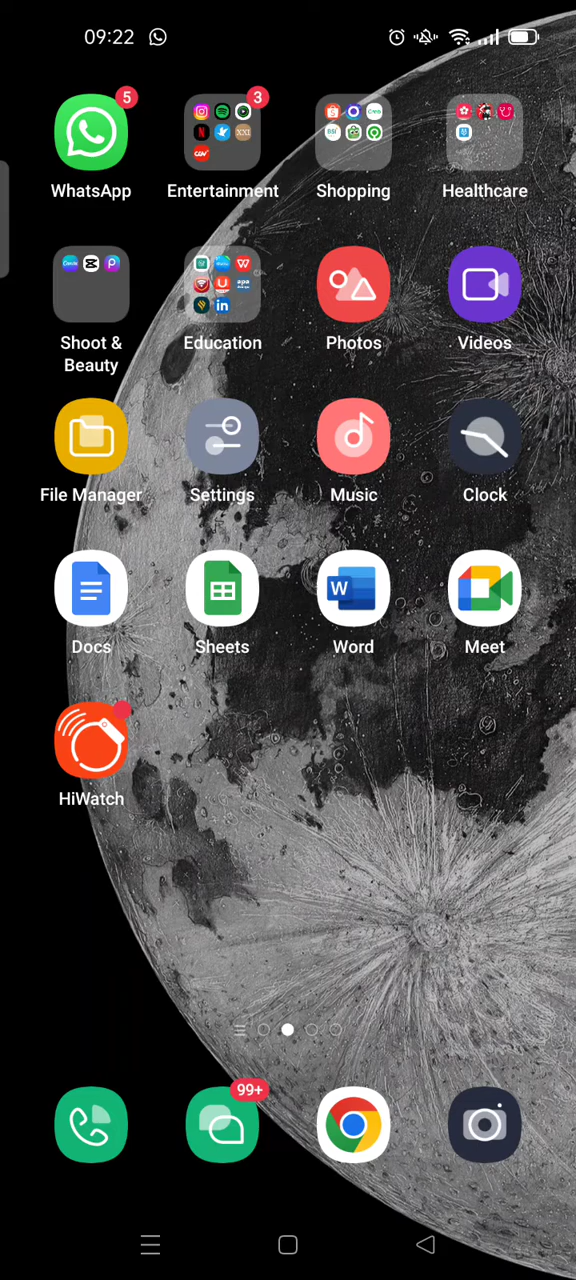 09:22
5
3
WhatsApp
Entertainment
Shopping
Healthcare
Shoot &
Beauty
Education
Photos
Videos
File Manager
Settings
Music
Clock
W
Docs
Sheets
Word
Meet
HiWatch
99+